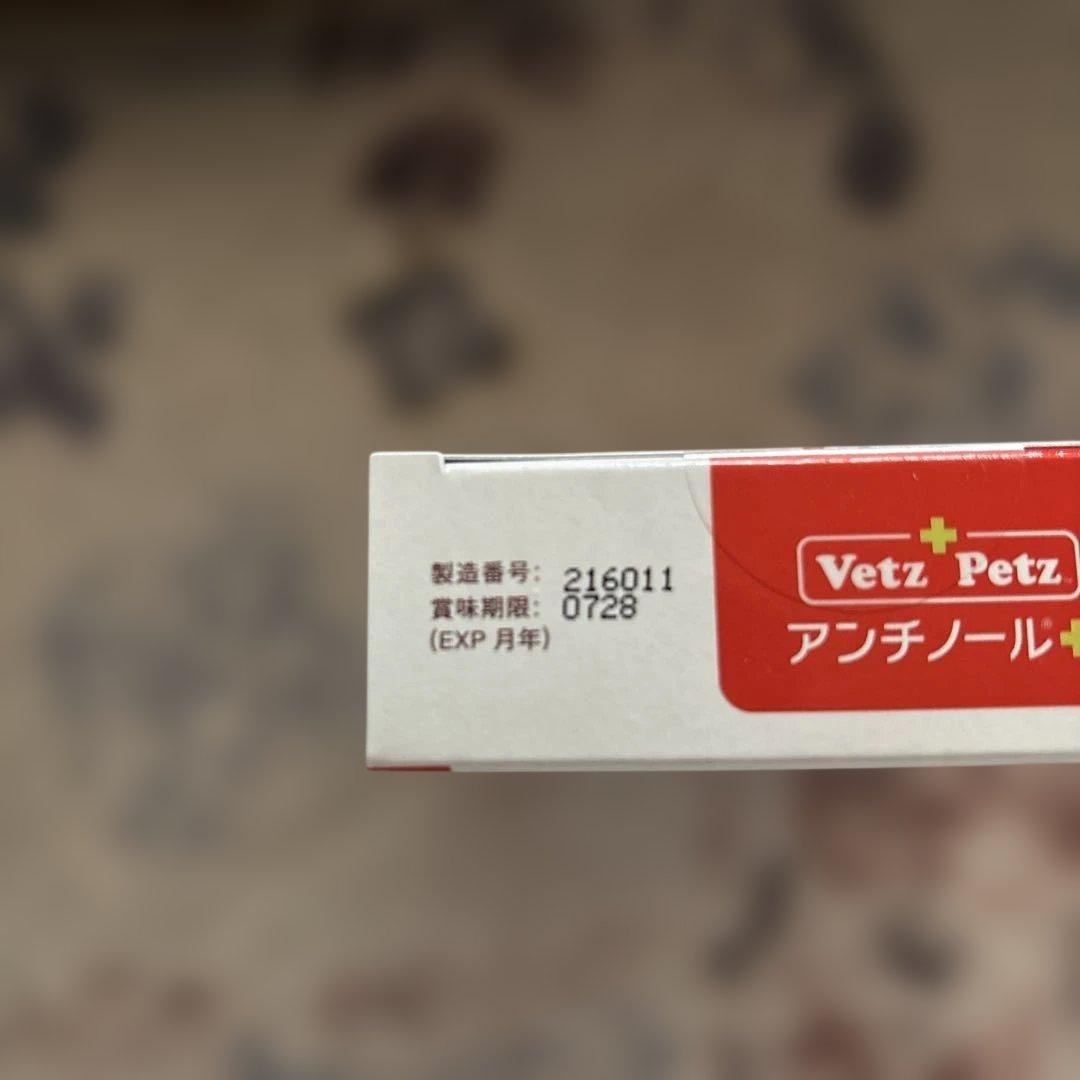 製造番号: 216011
賞味期限: 0728
(EXP 月年)
Vetz Petz
アンチノール®